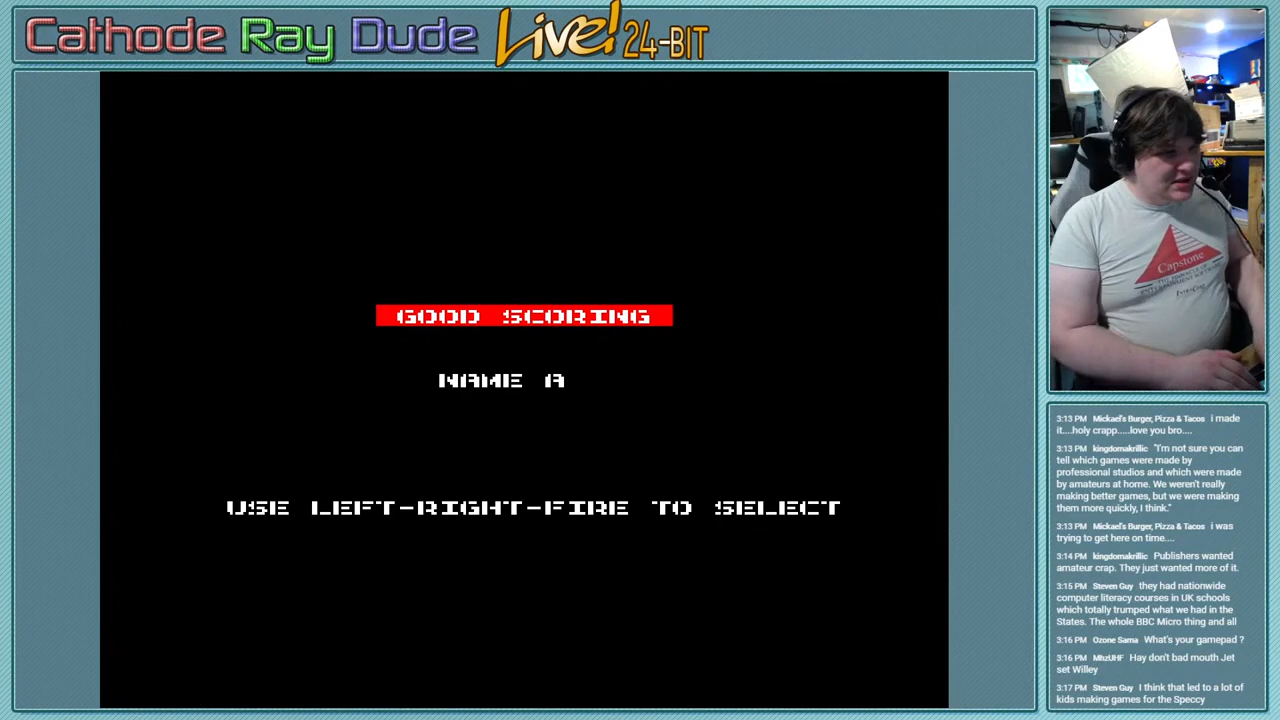 Cathode Ray Dude Live! 24-BIT
GOOD SCORING
NAME A
USE LEFT-RIGHT-FIRE TO SELECT
Capstone
THE PINNACLE OF
ENTERTAINMENT SOFTWARE
IntraCorp
3:13 PM Mickael's Burger, Pizza & Tacos i made
it....holy crapp.....love you bro....
3:13 PM kingdomakrillic "I'm not sure you can
tell which games were made by
professional studios and which were made
by amateurs at home. We weren't really
making better games, but we were making
them more quickly, I think."
3:13 PM Mickael's Burger, Pizza & Tacos i was
trying to get here on time....
3:14 PM kingdomakrillic Publishers wanted
amateur crap. They just wanted more of it.
3:15 PM Steven Guy they had nationwide
computer literacy courses in UK schools
which totally trumped what we had in the
States. The whole BBC Micro thing and all
3:16 PM Ozone Sama What's your gamepad ?
3:16 PM MhzUHF Hay don't bad mouth Jet
set Willey
3:17 PM Steven Guy I think that led to a lot of
kids making games for the Speccy